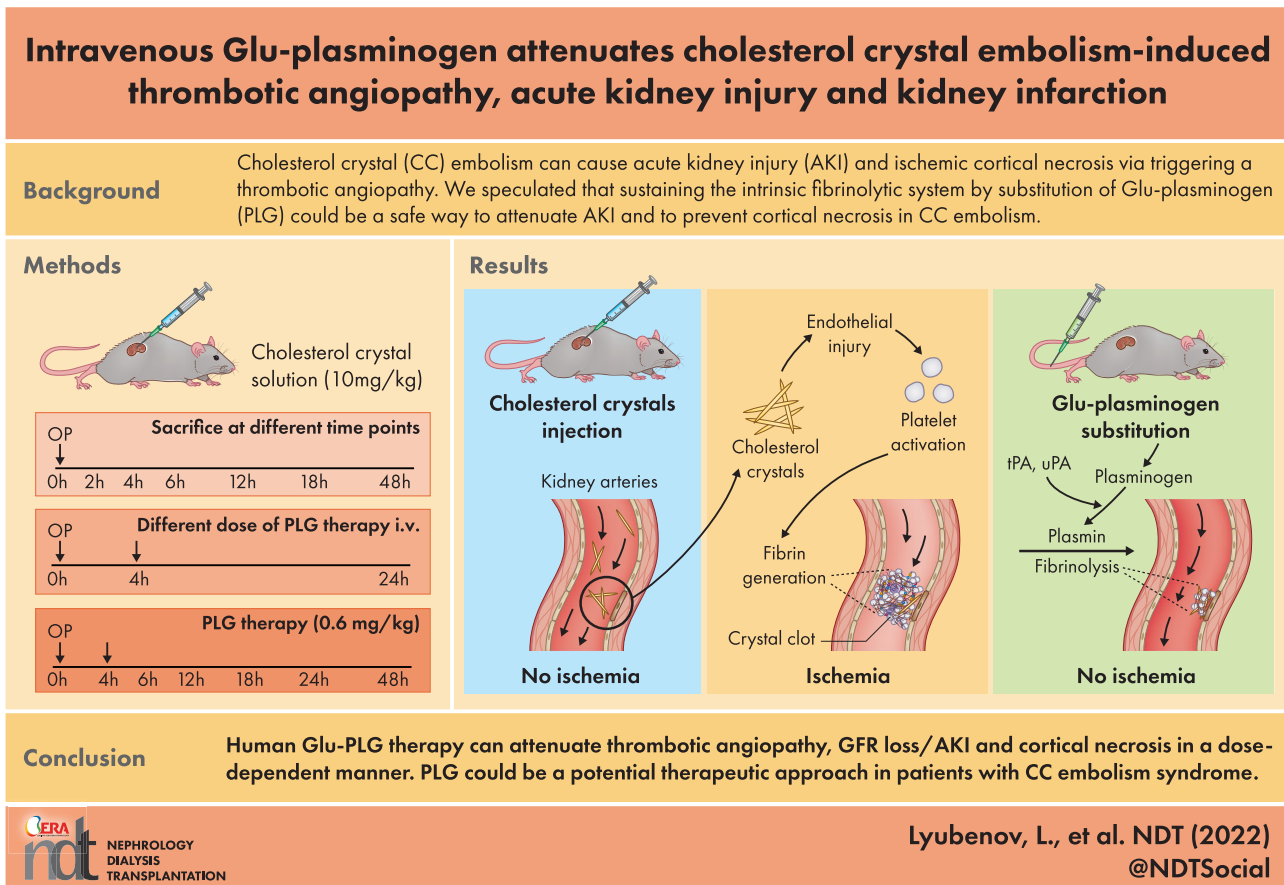 Intravenous Glu-plasminogen attenuates cholesterol crystal embolism-induced
thrombotic angiopathy, acute kidney injury and kidney infarction
Background
Cholesterol crystal (CC) embolism can cause acute kidney injury (AKI) and ischemic cortical necrosis via triggering a
thrombotic angiopathy. We speculated that sustaining the intrinsic fibrinolytic system by substitution of Glu-plasminogen
(PLG) could be a safe way to attenuate AKI and to prevent cortical necrosis in CC embolism.
Methods
Cholesterol crystal
solution (10mg/kg)
OP
Sacrifice at different time points
0h 2h 4h 6h 12h 18h 48h
OP
Different dose of PLG therapy i.v.
0h 4h 24h
OP
PLG therapy (0.6 mg/kg)
0h 4h 6h 12h 18h 24h 48h
Results
Cholesterol crystals
injection
Kidney arteries
No ischemia
Endothelial
injury
Platelet
activation
Cholesterol
crystals
Fibrin
generation
Crystal clot
Ischemia
Glu-plasminogen
substitution
tPA, uPA
Plasminogen
Plasmin
Fibrinolysis
No ischemia
Conclusion
Human Glu-PLG therapy can attenuate thrombotic angiopathy, GFR loss/AKI and cortical necrosis in a dose-
dependent manner. PLG could be a potential therapeutic approach in patients with CC embolism syndrome.
ERA
ndt
NEPHROLOGY
DIALYSIS
TRANSPLANTATION
Lyubenov, L., et al. NDT (2022)
@NDTSocial